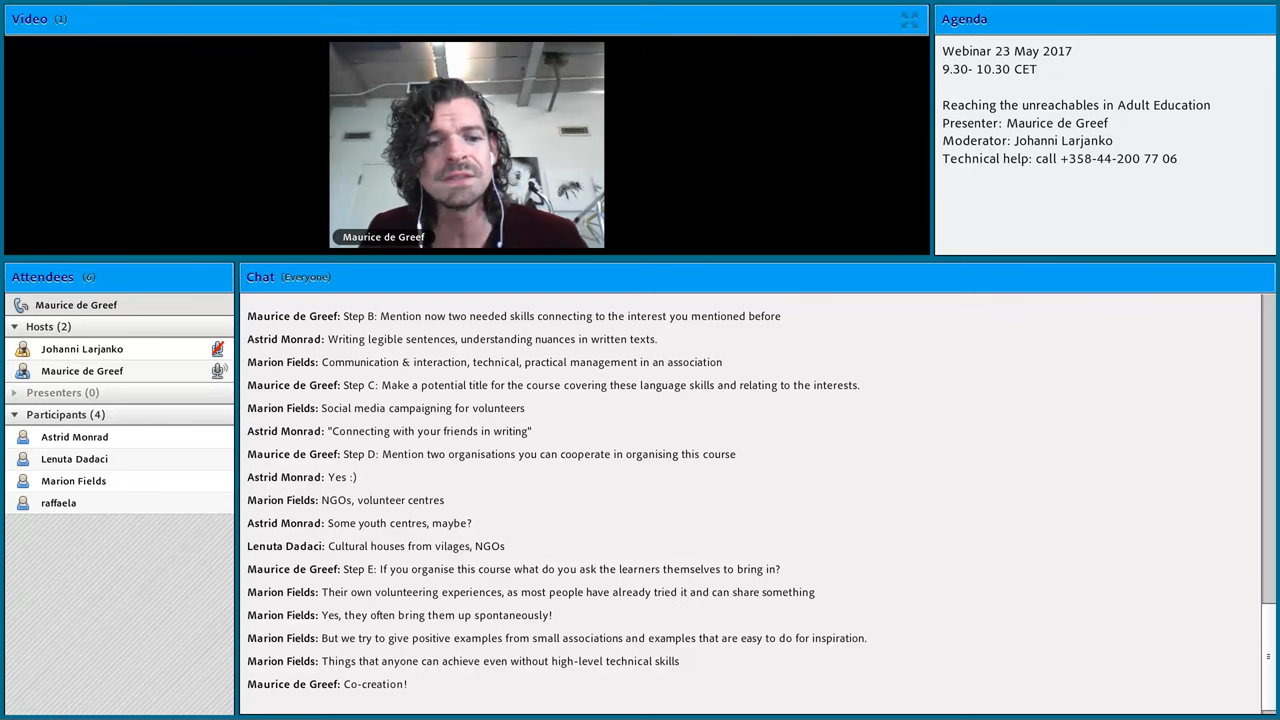 Video (1)
Maurice de Greef
Agenda
Webinar 23 May 2017
9.30- 10.30 CET
Reaching the unreachables in Adult Education
Presenter: Maurice de Greef
Moderator: Johanni Larjanko
Technical help: call +358-44-200 77 06
Attendees (6)
Maurice de Greef
Hosts (2)
Johanni Larjanko
Maurice de Greef
Presenters (0)
Participants (4)
Astrid Monrad
Lenuta Dadaci
Marion Fields
raffaela
Chat (Everyone)
Maurice de Greef: Step B: Mention now two needed skills connecting to the interest you mentioned before
Astrid Monrad: Writing legible sentences, understanding nuances in written texts.
Marion Fields: Communication & interaction, technical, practical management in an association
Maurice de Greef: Step C: Make a potential title for the course covering these language skills and relating to the interests.
Marion Fields: Social media campaigning for volunteers
Astrid Monrad: "Connecting with your friends in writing"
Maurice de Greef: Step D: Mention two organisations you can cooperate in organising this course
Astrid Monrad: Yes :)
Marion Fields: NGOs, volunteer centres
Astrid Monrad: Some youth centres, maybe?
Lenuta Dadaci: Cultural houses from vilages, NGOs
Maurice de Greef: Step E: If you organise this course what do you ask the learners themselves to bring in?
Marion Fields: Their own volunteering experiences, as most people have already tried it and can share something
Marion Fields: Yes, they often bring them up spontaneously!
Marion Fields: But we try to give positive examples from small associations and examples that are easy to do for inspiration.
Marion Fields: Things that anyone can achieve even without high-level technical skills
Maurice de Greef: Co-creation!